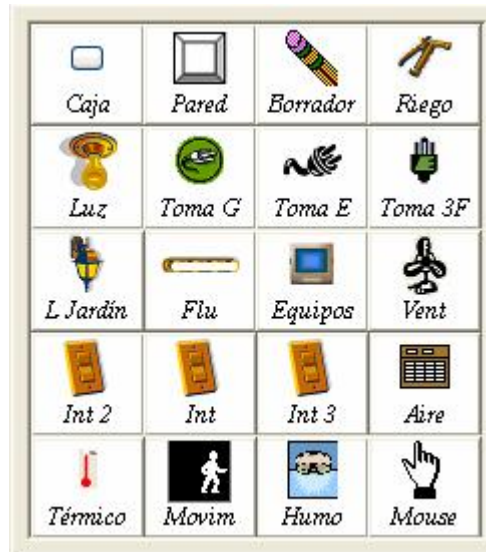 Caja Pared Borrador Riego
Luz Toma G Toma E Toma 3F
L Jardín Flu Equipos Vent
Int 2 Int Int 3 Aire
Térmico Movim Humo Mouse